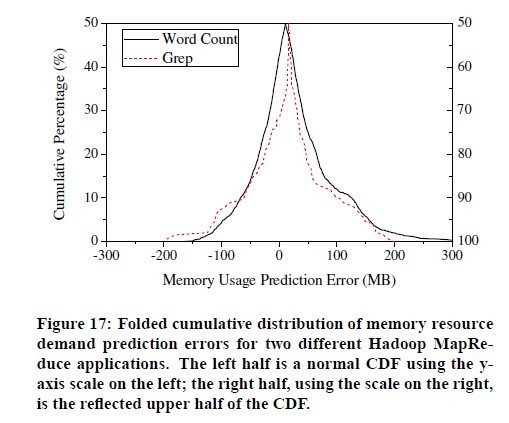 50
50
Word Count
Grep
40
60
30
70
20
80
10
90
0
100
-300
-200
-100
0
100
200
300
Cumulative Percentage (%)
Memory Usage Prediction Error (MB)
Figure 17: Folded cumulative distribution of memory resource
demand prediction errors for two different Hadoop MapRe-
duce applications. The left half is a normal CDF using the y-
axis scale on the left; the right half, using the scale on the right,
is the reflected upper half of the CDF.